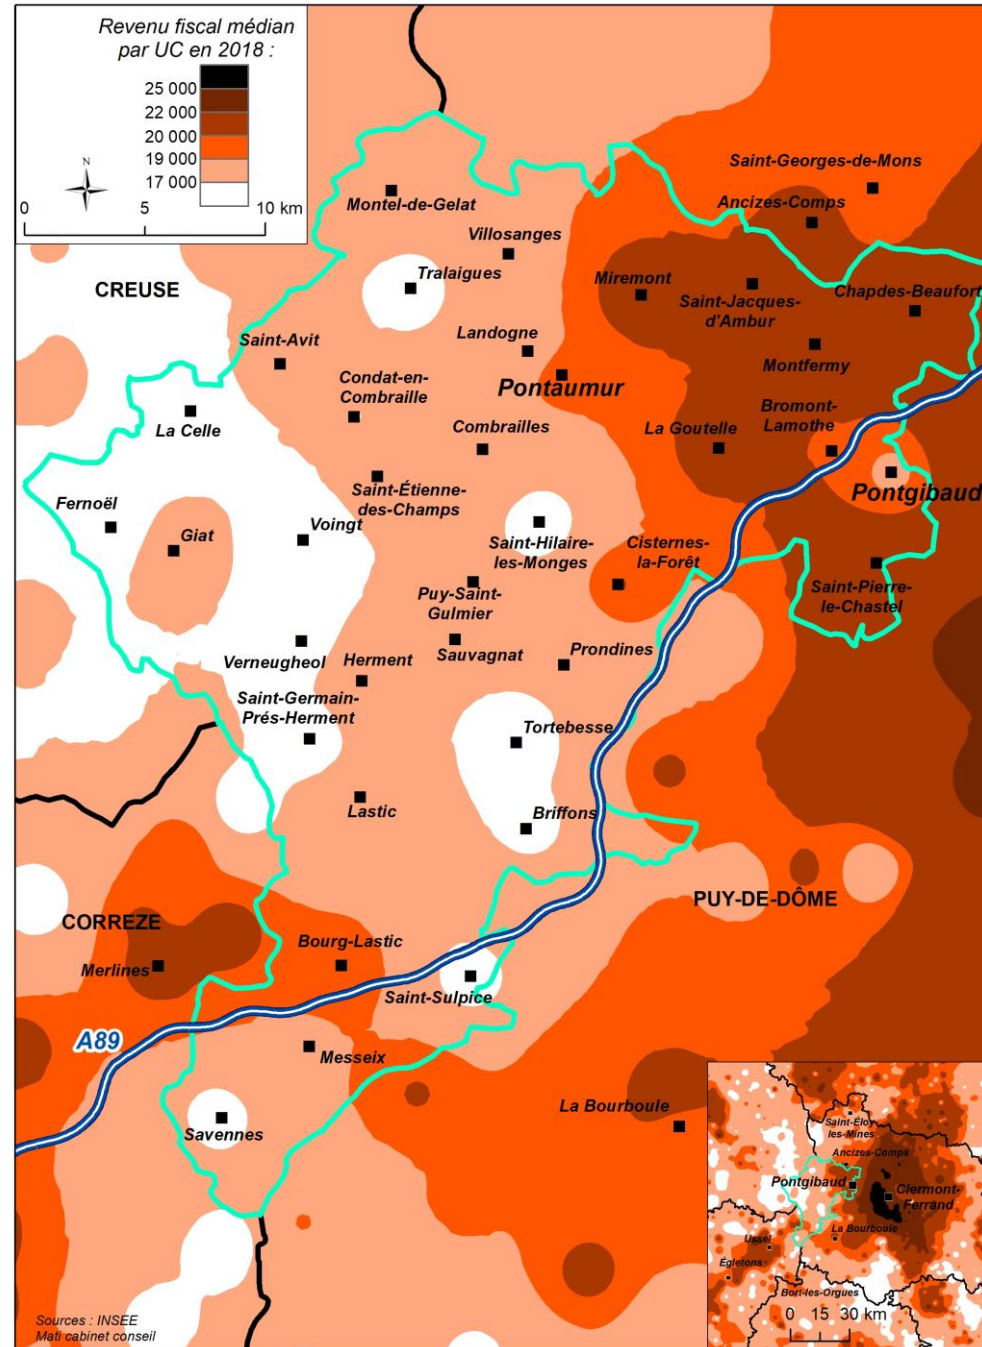 Revenu fiscal médian
par UC en 2018 :
25 000
22 000
20 000
19 000
17 000
N
0 5 10 km
Saint-Georges-de-Mons
Ancizes-Comps
Montel-de-Gelat
Villosanges
Tralaigues
Miremont
CREUSE
Saint-Jacques-
d'Ambur
Chapdes-Beaufort
Saint-Avit
Landogne
Montfermy
Pontaumur
Condat-en-
Combraille
La Celle
Combrailles
La Goutelle
Bromont-
Lamothe
Saint-Étienne-
des-Champs
Pontgibaud
Fernoël
Giat
Voingt
Saint-Hilaire-
les-Monges
Cisternes-
la-Forêt
Puy-Saint-
Gulmier
Saint-Pierre-
le-Chastel
Verneugheol
Herment
Sauvagnat
Prondines
Saint-Germain-
Prés-Herment
Tortebesse
Lastic
Briffons
PUY-DE-DÔME
CORREZE
Merlines
Bourg-Lastic
Saint-Sulpice
A89
Messeix
La Bourboule
Savennes
Saint-Éloy
les-Mines
Ancizes-Comps
Pontgibaud
Clermont-
Ferrand
La Bourboule
Ussel
Égletons
Bort-les-Orgues
0 15 30 km
Sources : INSEE
Mati cabinet conseil